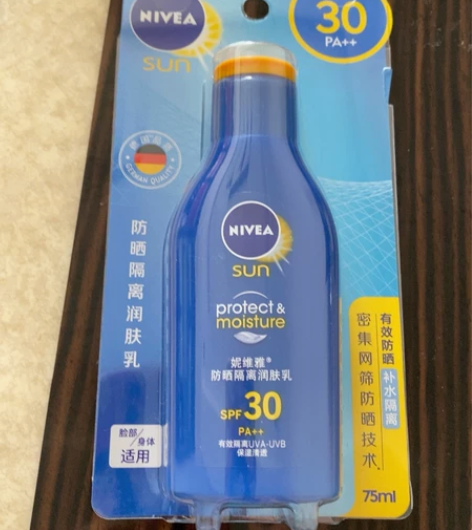 NIVEA
sun
30
PA++
GERMAN QUALITY
防晒隔离润肤乳
NIVEA
sun
protect &
moisture
妮维雅®
防晒隔离润肤乳
SPF 30
PA++
有效隔离UVA-UVB
保湿清透
脸部/身体
适用
有效防晒 补水隔离
密集网筛防晒技术
75ml